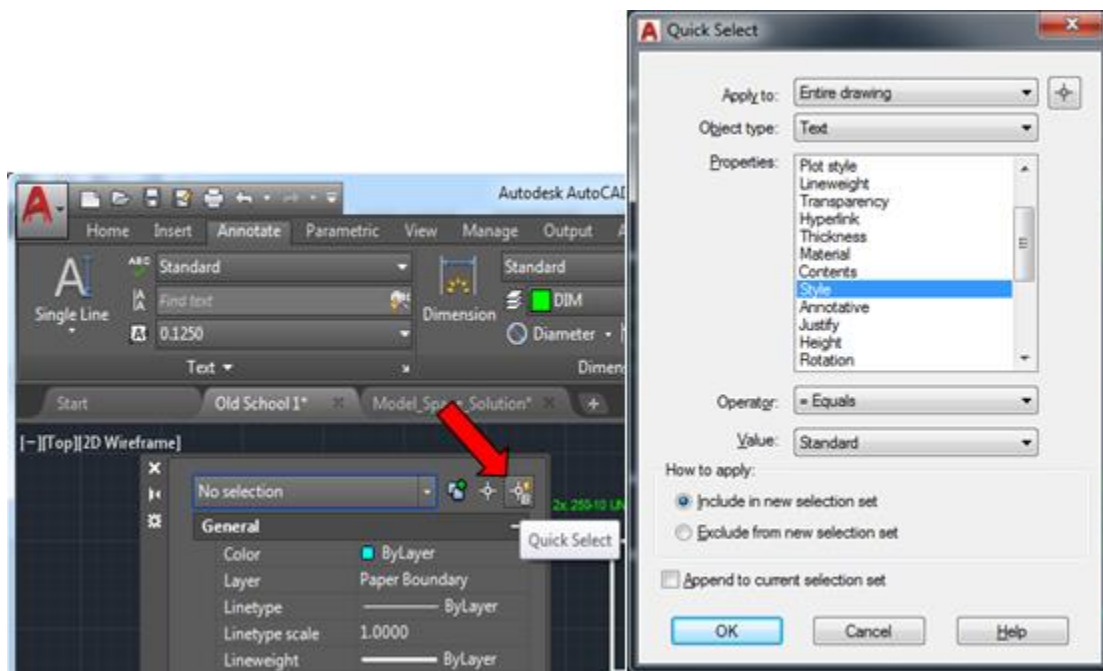 Autodesk AutoCAD
Home Insert Annotate Parametric View Manage Output
A Single Line
ABC Standard
Find text
0.1250
Text
Dimension
Standard
DIM
Diameter
Dimen
Start Old School 1* Model_Space_Solution*
[−][Top][2D Wireframe]
No selection
Quick Select
General
Color ByLayer
Layer Paper Boundary
Linetype ByLayer
Linetype scale 1.0000
Lineweight ByLayer
A Quick Select
Apply to: Entire drawing
Object type: Text
Properties: Plot style
Lineweight
Transparency
Hyperlink
Thickness
Material
Contents
Style
Annotative
Justify
Height
Rotation
Operator: = Equals
Value: Standard
How to apply:
Include in new selection set
Exclude from new selection set
Append to current selection set
OK Cancel Help